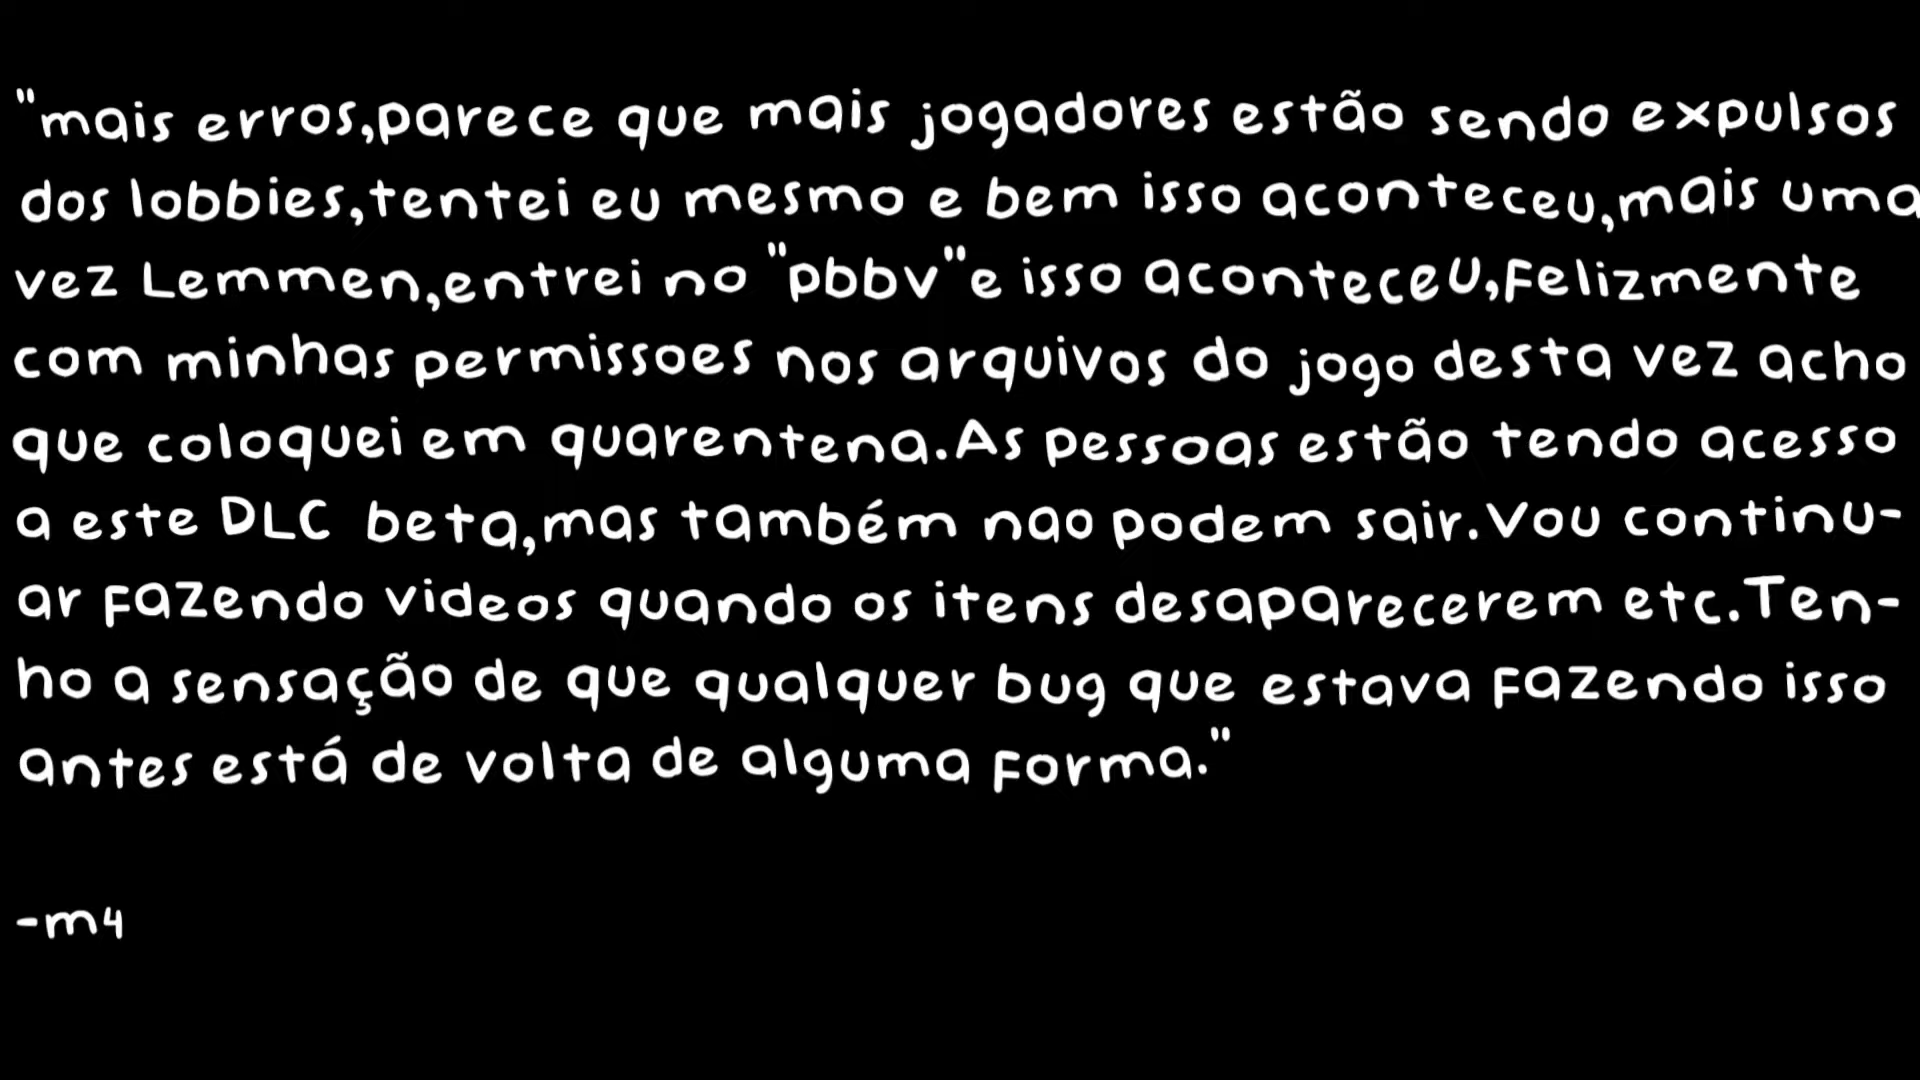 "mais erros,parece que mais jogadores estão sendo expulsos
dos lobbies,tentei eu mesmo e bem isso aconteceu,mais uma
vez Lemmen,entrei no "pbbv"e isso aconteceu,Felizmente
com minhas permissoes nos arquivos do jogo desta vez acho
que coloquei em quarentena.As pessoas estão tendo acesso
a este DLC beta,mas também nao podem sair.Vou continu-
ar fazendo videos quando os itens desaparecerem etc.Ten-
ho a sensação de que qualquer bug que estava fazendo isso
antes está de volta de alguma forma."
-m4